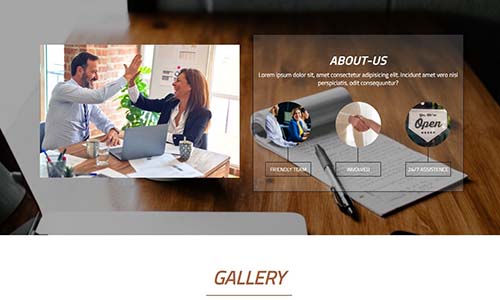 ABOUT-US
Lorem ipsum dolor sit, amet consectetur adipisicing elit. Incidunt amet vero nisi
perspiciatis, odit consequuntur?
Open
FRIENDLY TEAM
INVOLVED
24/7 ASSISTENCE
GALLERY